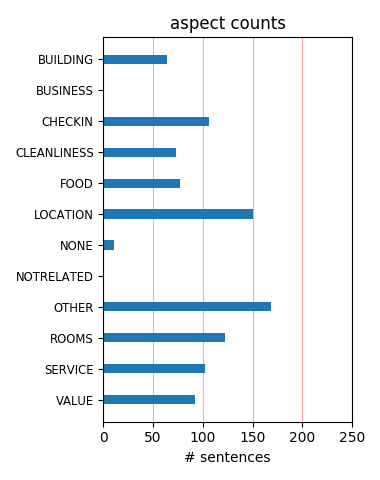 aspect counts
BUILDING
BUSINESS
CHECKIN
CLEANLINESS
FOOD
LOCATION
NONE
NOTRELATED
OTHER
ROOMS
SERVICE
VALUE
0 50 100 150 200 250
# sentences